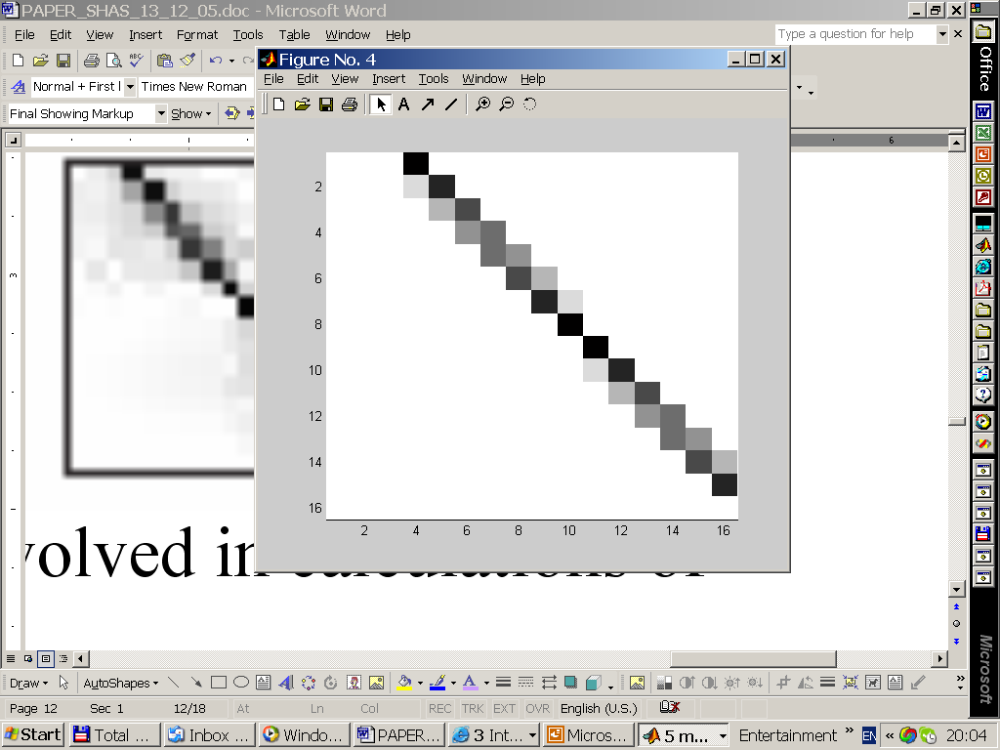 PAPER_SHAS_13_12_05.doc - Microsoft Word
File Edit View Insert Format Tools Table Window Help
Type a question for help
Normal + First l Times New Roman
Final Showing Markup Show
Figure No. 4
File Edit View Insert Tools Window Help
A
6
3
2
4
6
8
10
12
14
16
2 4 6 8 10 12 14 16
volved in calculations of
Office
Microsoft
Draw AutoShapes
Page 12 Sec 1 12/18 At Ln Col REC TRK EXT OVR English (U.S.)
Start Total ... Inbox ... Windo... PAPER... 3 Int... Micros... 5 m... Entertainment » EN « 20:04